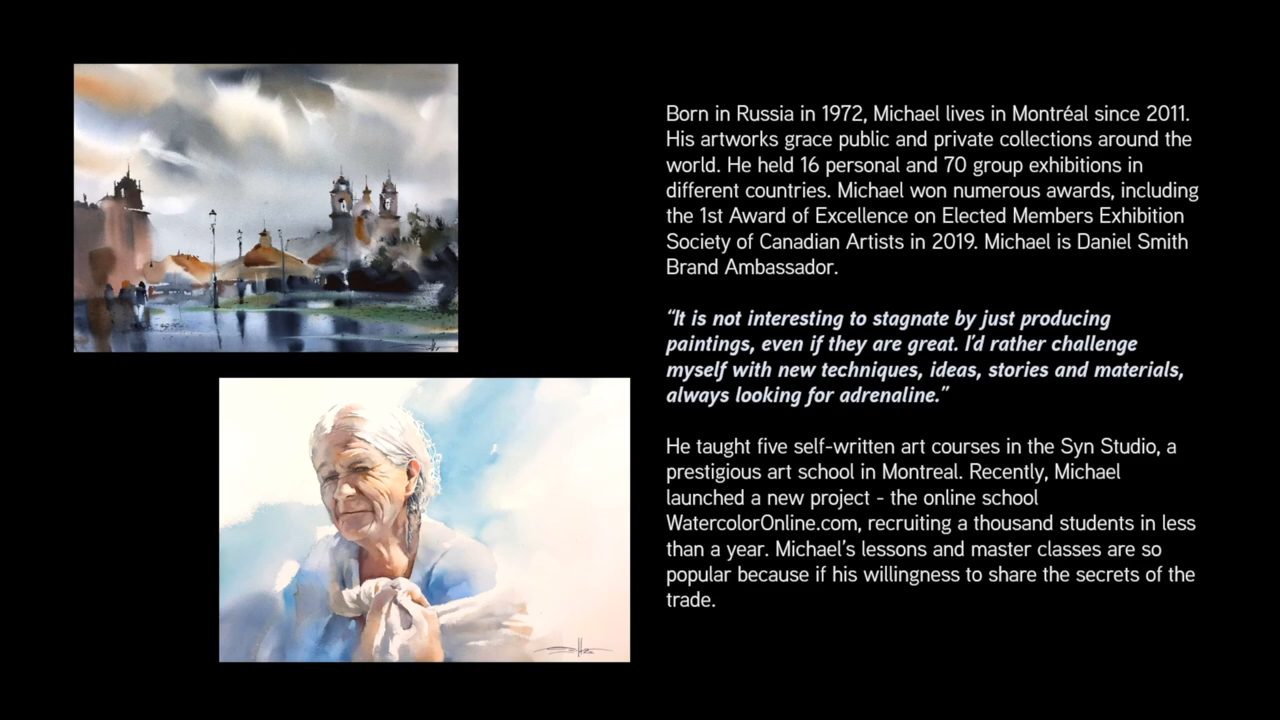 Born in Russia in 1972, Michael lives in Montréal since 2011.
His artworks grace public and private collections around the
world. He held 16 personal and 70 group exhibitions in
different countries. Michael won numerous awards, including
the 1st Award of Excellence on Elected Members Exhibition
Society of Canadian Artists in 2019. Michael is Daniel Smith
Brand Ambassador.
“It is not interesting to stagnate by just producing
paintings, even if they are great. I’d rather challenge
myself with new techniques, ideas, stories and materials,
always looking for adrenaline.”
He taught five self-written art courses in the Syn Studio, a
prestigious art school in Montreal. Recently, Michael
launched a new project - the online school
WatercolorOnline.com, recruiting a thousand students in less
than a year. Michael’s lessons and master classes are so
popular because if his willingness to share the secrets of the
trade.